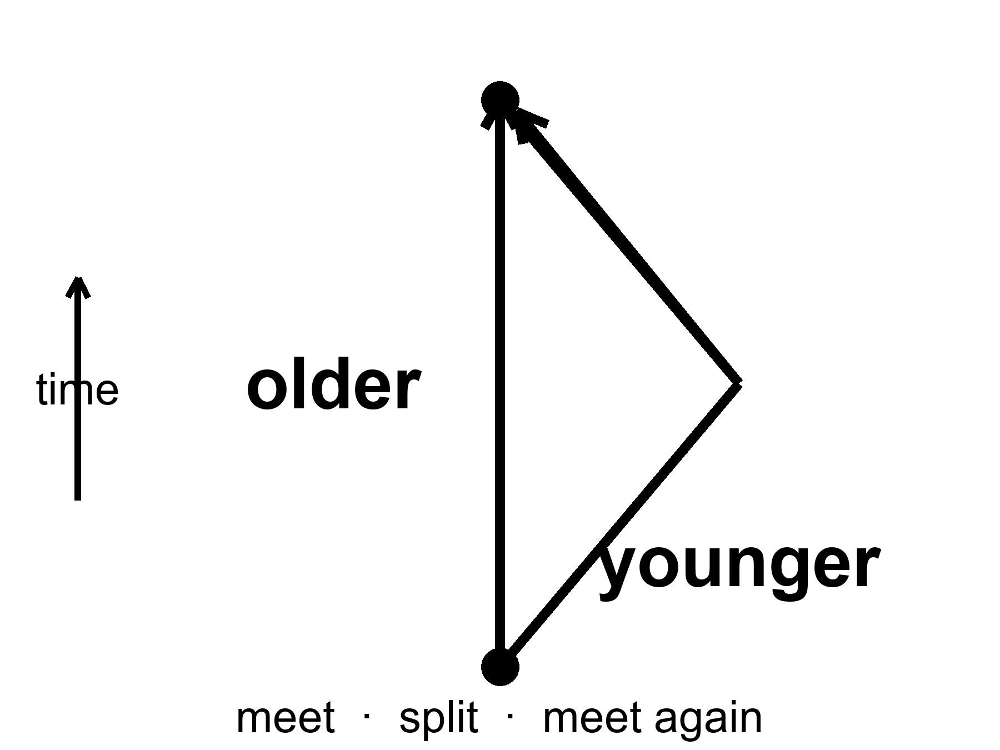 time
older
younger
meet · split · meet again